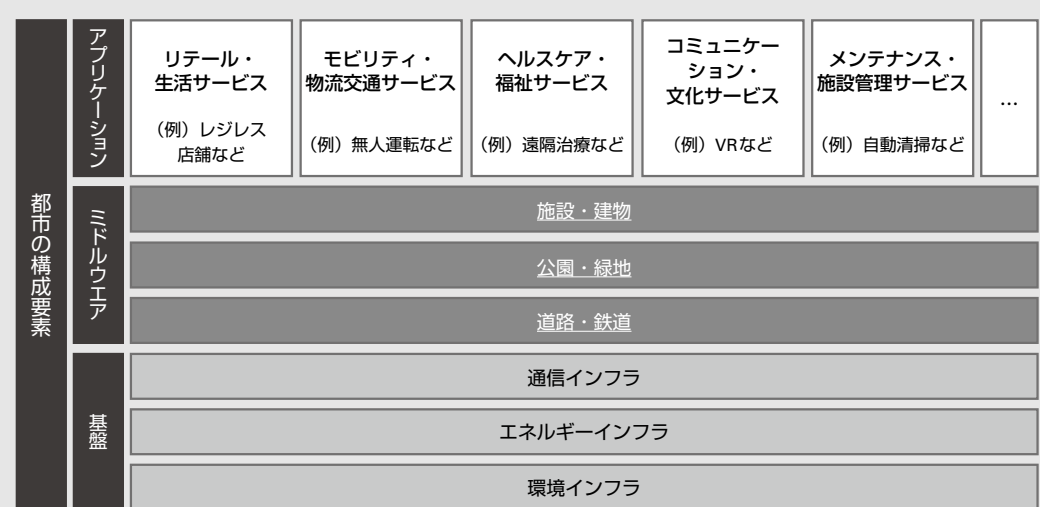 都市の構成要素
アプリケーション
リテール・
生活サービス
（例）レジレス
店舗など
モビリティ・
物流交通サービス
（例）無人運転など
ヘルスケア・
福祉サービス
（例）遠隔治療など
コミュニケー
ション・
文化サービス
（例）VRなど
メンテナンス・
施設管理サービス
（例）自動清掃など
…
ミドルウエア
施設・建物
公園・緑地
道路・鉄道
基盤
通信インフラ
エネルギーインフラ
環境インフラ